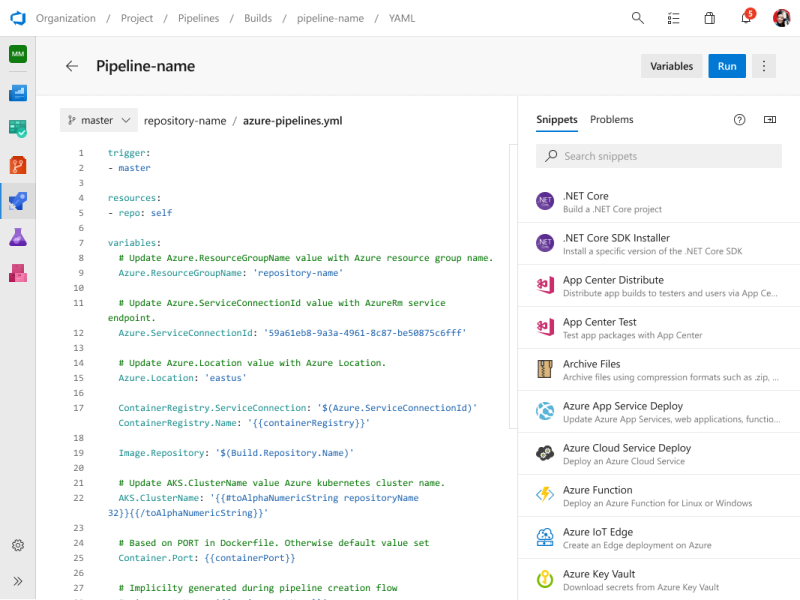 Organization / Project / Pipelines / Builds / pipeline-name / YAML
5
MM
Pipeline-name
Variables
Run
master
repository-name / azure-pipelines.yml
1 trigger:
2 - master
3
4 resources:
5 - repo: self
6
7 variables:
8 # Update Azure.ResourceGroupName value with Azure resource group name.
9 Azure.ResourceGroupName: 'repository-name'
10
11 # Update Azure.ServiceConnectionId value with AzureRm service
endpoint.
12 Azure.ServiceConnectionId: '59a61eb8-9a3a-4961-8c87-be50875c6fff'
13
14 # Update Azure.Location value with Azure Location.
15 Azure.Location: 'eastus'
16
17 ContainerRegistry.ServiceConnection: '$(Azure.ServiceConnectionId)'
ContainerRegistry.Name: '{{containerRegistry}}'
18
19 Image.Repository: '$(Build.Repository.Name)'
20
21 # Update AKS.ClusterName value Azure kubernetes cluster name.
22 AKS.ClusterName: '{{#toAlphaNumericString repositoryName
32}}{{/toAlphaNumericString}}'
23
24 # Based on PORT in Dockerfile. Otherwise default value set
25 Container.Port: {{containerPort}}
26
27 # Implicilty generated during pipeline creation flow
Snippets
Problems
Search snippets
.NET Core
Build a .NET Core project
.NET Core SDK Installer
Install a specific version of the .NET Core SDK
App Center Distribute
Distribute app builds to testers and users via App Ce...
App Center Test
Test app packages with App Center
Archive Files
Archive files using compression formats such as .zip, ...
Azure App Service Deploy
Update Azure App Services, web applications, functio...
Azure Cloud Service Deploy
Deploy an Azure Cloud Service
Azure Function
Deploy an Azure Function for Linux or Windows
Azure IoT Edge
Create an Edge deployment on Azure
Azure Key Vault
Download secrets from Azure Key Vault